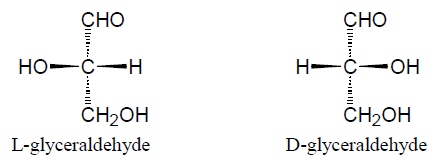 CHO CHO
HO C H H C OH
CH2OH CH2OH
L-glyceraldehyde D-glyceraldehyde